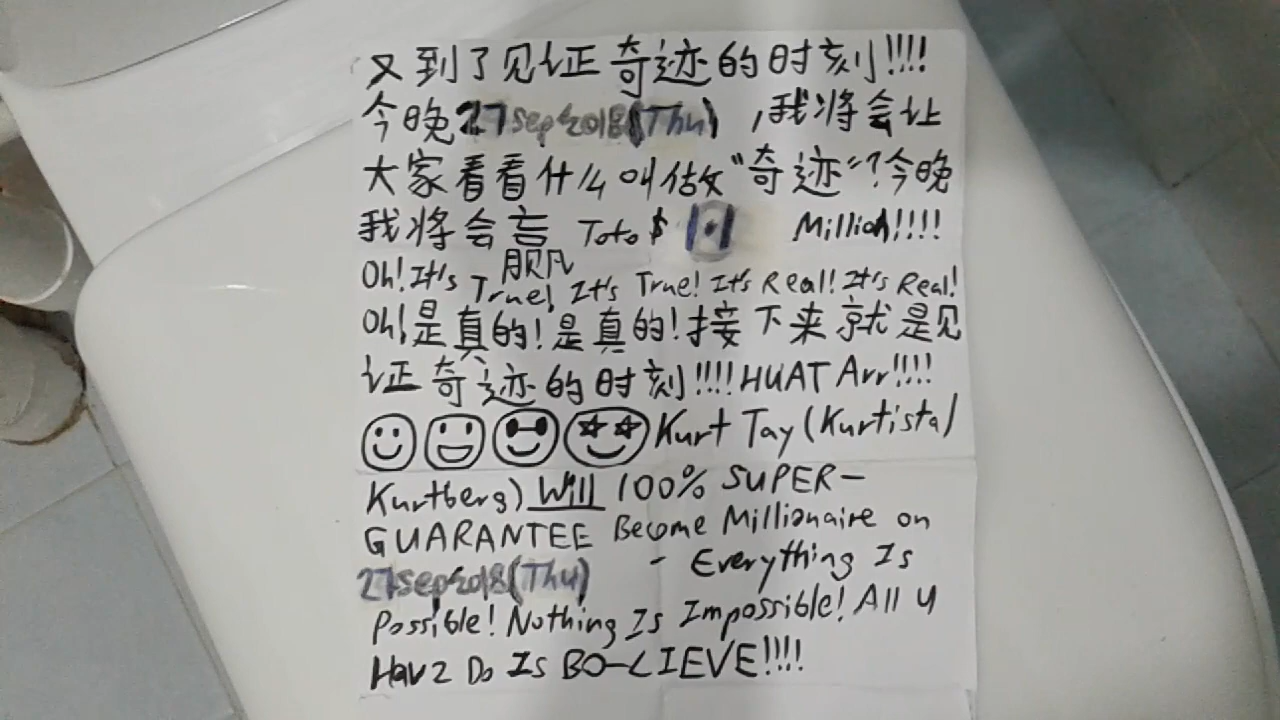 又到了见证奇迹的时刻!!!!
今晚27Sep2018(Thu) ,我将会让
大家看看什么叫做"奇迹"?今晚
我将会赢 Toto $ 1.1 Million!!!!
Oh! It's True! It's True! It's Real! It's Real!
Oh!是真的!是真的!接下来就是见
证奇迹的时刻!!!!HUAT Arr!!!!
Kurt Tay (Kurtista/
Kurtberg) Will 100% SUPER-
GUARANTEE Become Millionaire on
27Sep2018(Thu) - Everything Is
Possible! Nothing Is Impossible! All U
Hav 2 Do Is BO-LIEVE!!!!